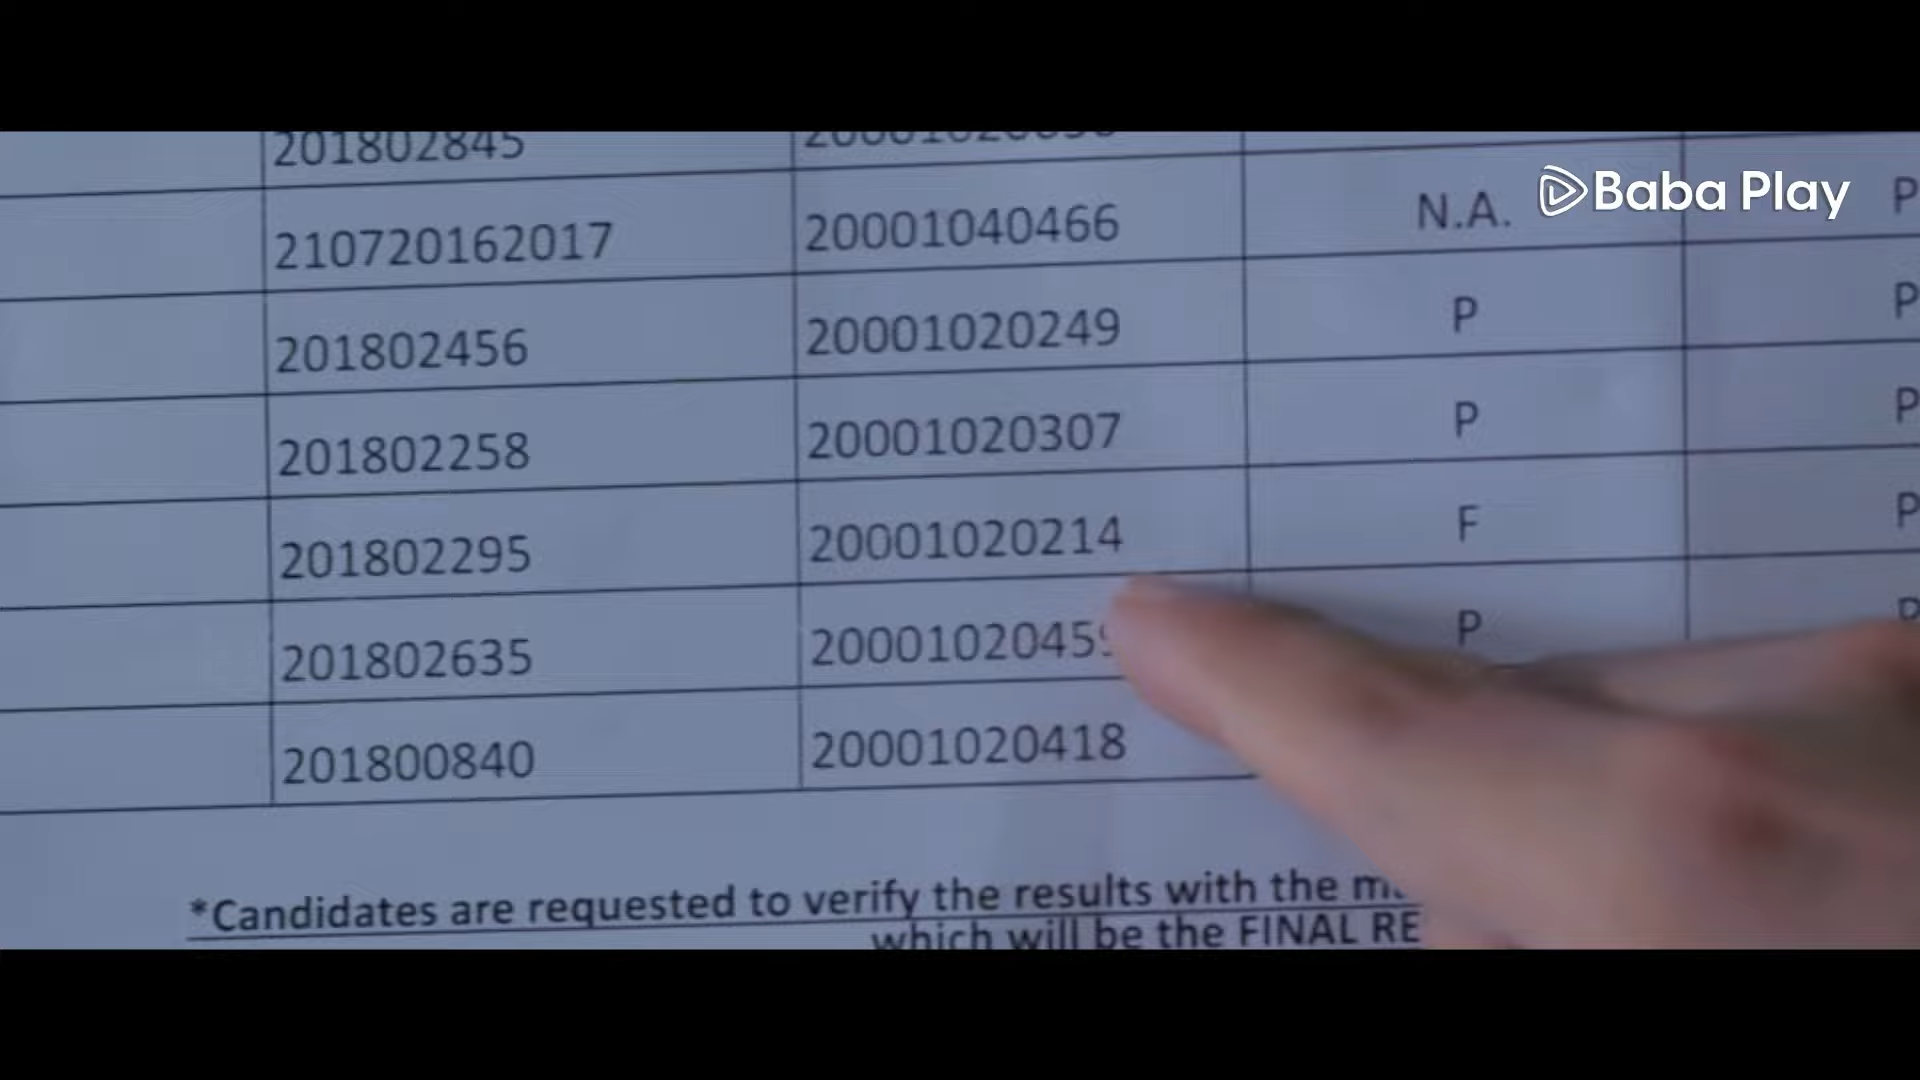 201802845
Baba Play
210720162017 20001040466 N.A. P
201802456 20001020249 P P
201802258 20001020307 P P
201802295 20001020214 F P
201802635 P
201800840 20001020418
*Candidates are requested to verify the results with the
which will be the FINAL